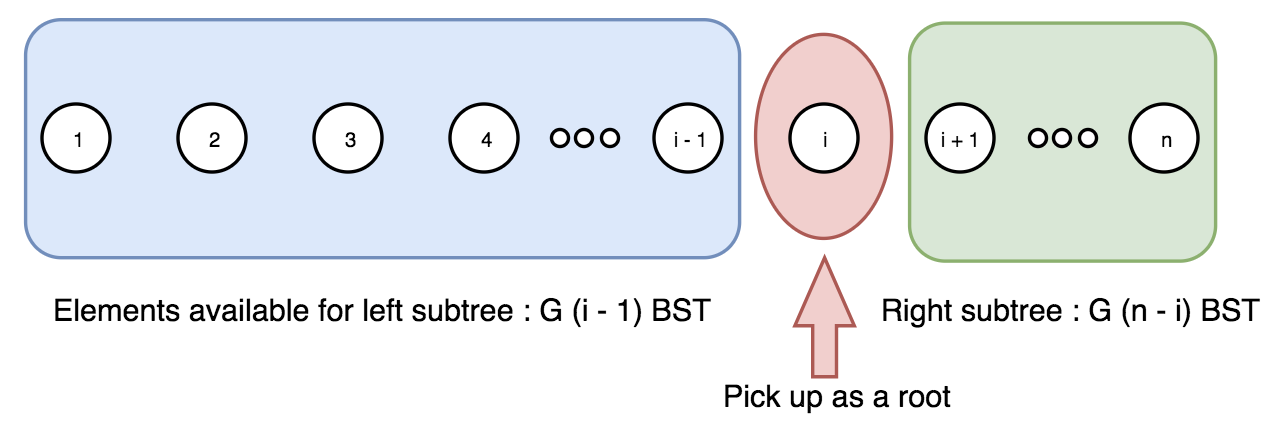 1 2 3 4 i - 1 i i + 1 n
Elements available for left subtree : G (i - 1) BST
Right subtree : G (n - i) BST
Pick up as a root